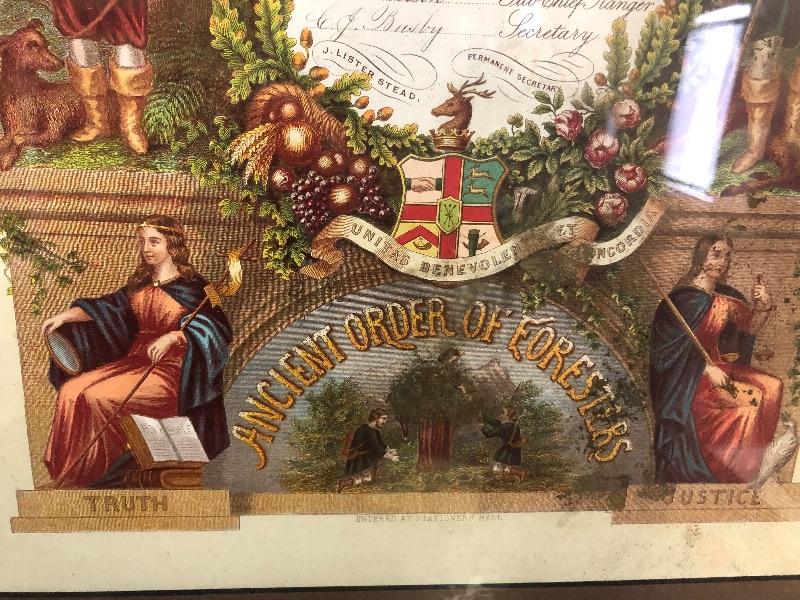 Sub Chief Ranger
C. J. Busby Secretary
J. LISTER STEAD, PERMANENT SECRETARY
UNITAS BENEVOLEN ET CONCORDIA
ANCIENT ORDER OF FORESTERS
TRUTH
JUSTICE
ENTERED AT STATIONERS HALL